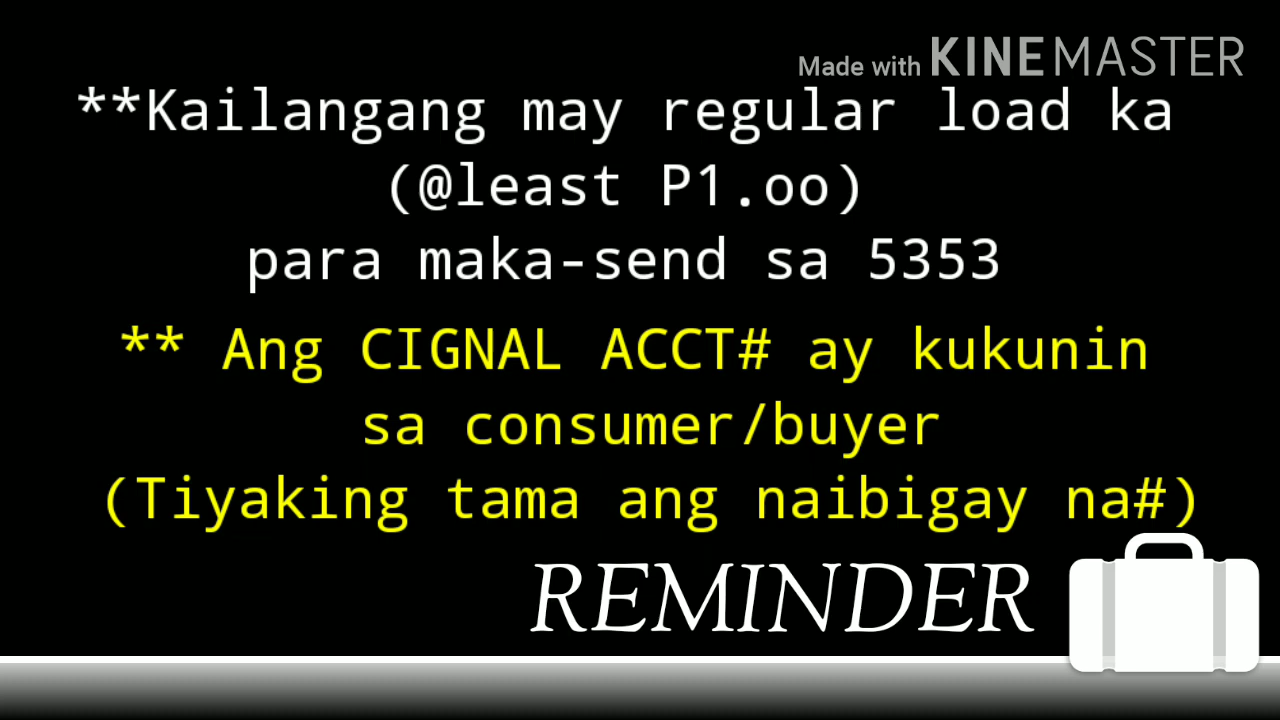 Made with KINEMASTER
**Kailangang may regular load ka
(@least P1.oo)
para maka-send sa 5353
** Ang CIGNAL ACCT# ay kukunin
sa consumer/buyer
(Tiyaking tama ang naibigay na#)
REMINDER